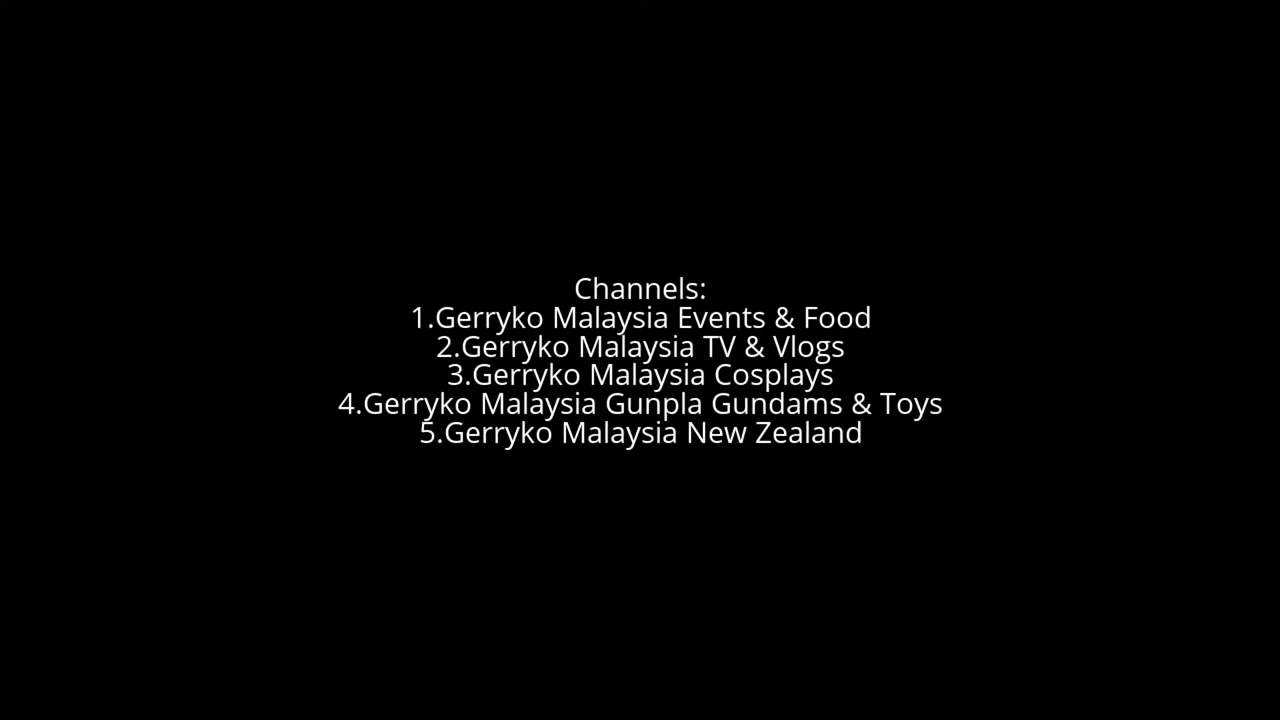 Channels:
1.Gerryko Malaysia Events & Food
2.Gerryko Malaysia TV & Vlogs
3.Gerryko Malaysia Cosplays
4.Gerryko Malaysia Gunpla Gundams & Toys
5.Gerryko Malaysia New Zealand